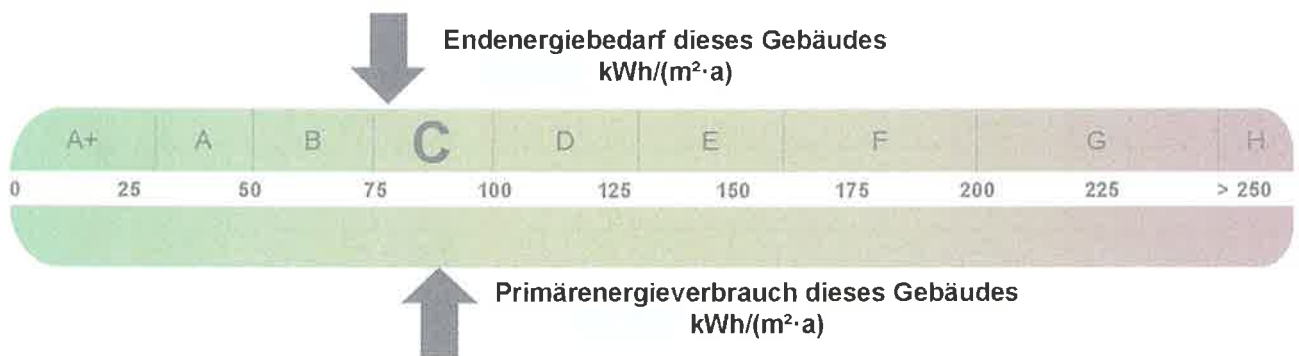 Endenergiebedarf dieses Gebäudes
kWh/(m²·a)
A+ A B C D E F G H
0 25 50 75 100 125 150 175 200 225 > 250
Primärenergieverbrauch dieses Gebäudes
kWh/(m²·a)